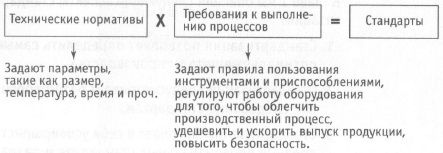 Технические нормативы X Требования к выполне-
нию процессов = Стандарты
Задают параметры,
такие как размер,
температура, время и проч.
Задают правила пользования
инструментами и приспособлениями,
регулируют работу оборудования
для того, чтобы облегчить
производственный процесс,
удешевить и ускорить выпуск продукции,
повысить безопасность.